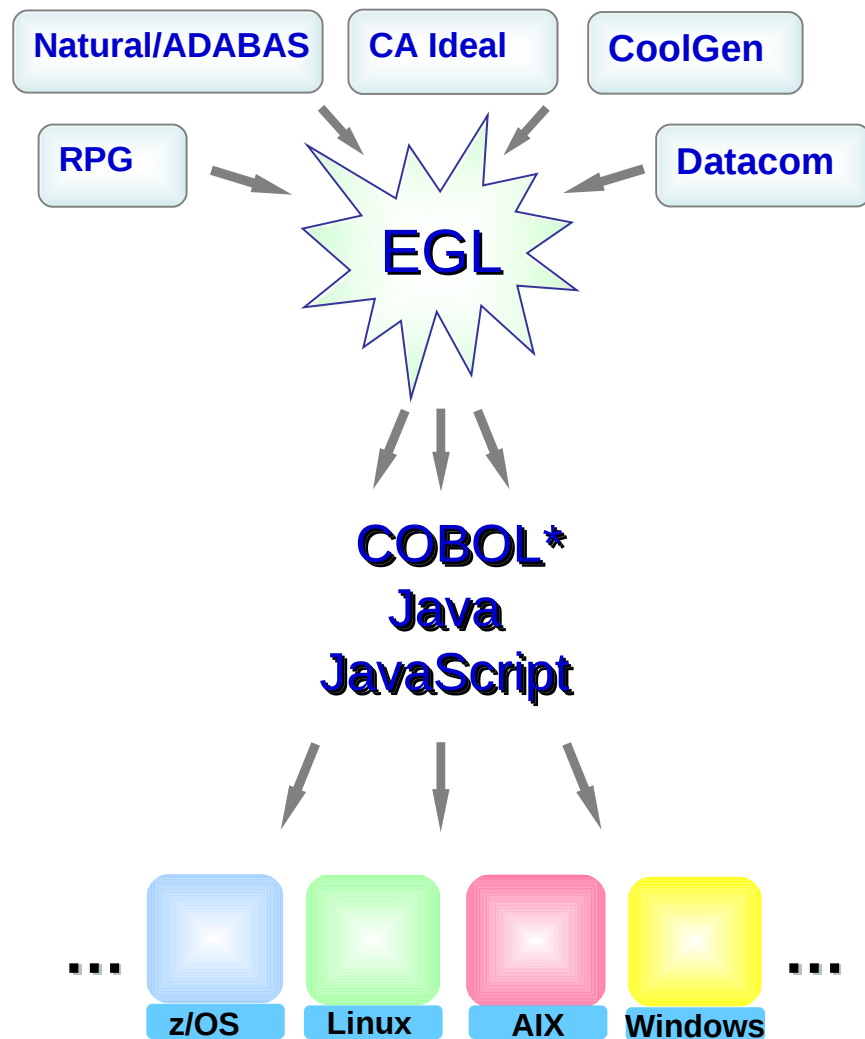 Natural/ADABAS
CA Ideal
CoolGen
RPG
Datacom
EGL
COBOL*
Java
JavaScript
...
z/OS
Linux
AIX
Windows
...